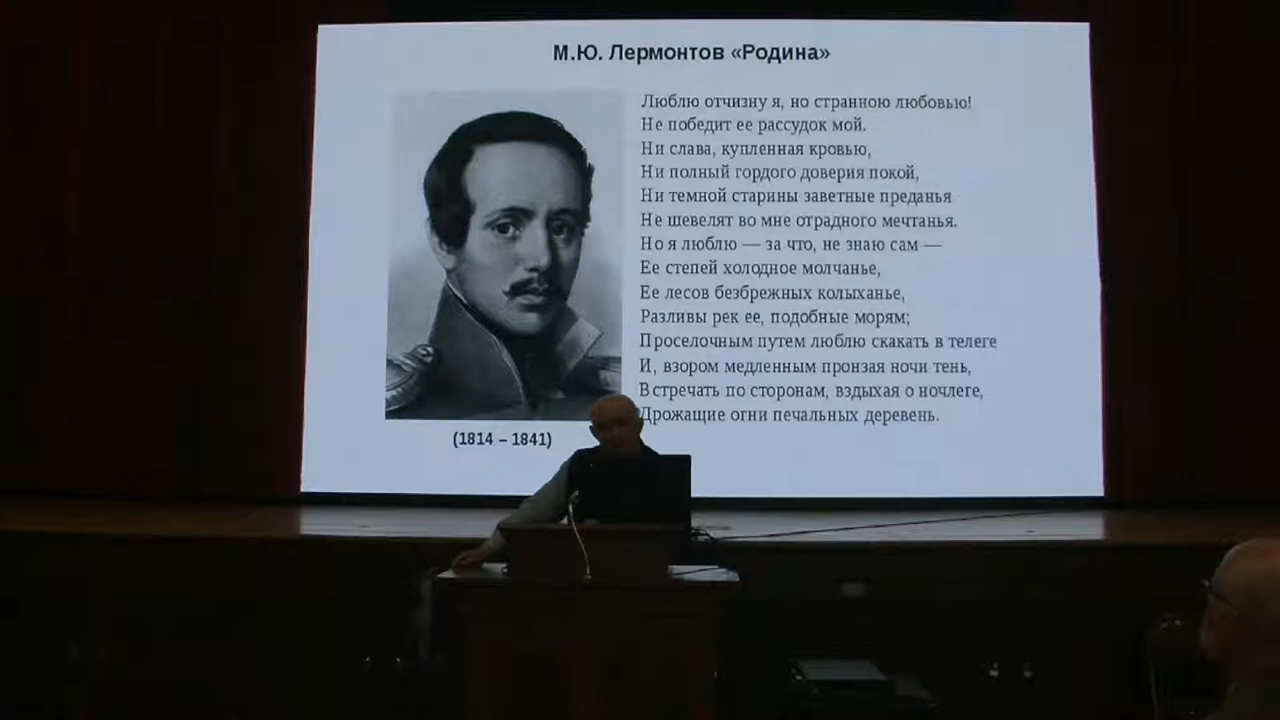 М.Ю. Лермонтов «Родина»
Люблю отчизну я, но странною любовью!
Не победит ее рассудок мой.
Ни слава, купленная кровью,
Ни полный гордого доверия покой,
Ни темной старины заветные преданья
Не шевелят во мне отрадного мечтанья.
Но я люблю — за что, не знаю сам —
Ее степей холодное молчанье,
Ее лесов безбрежных колыханье,
Разливы рек ее, подобные морям;
Проселочным путем люблю скакать в телеге
И, взором медленным пронзая ночи тень,
Встречать по сторонам, вздыхая о ночлеге,
Дрожащие огни печальных деревень.
(1814 – 1841)